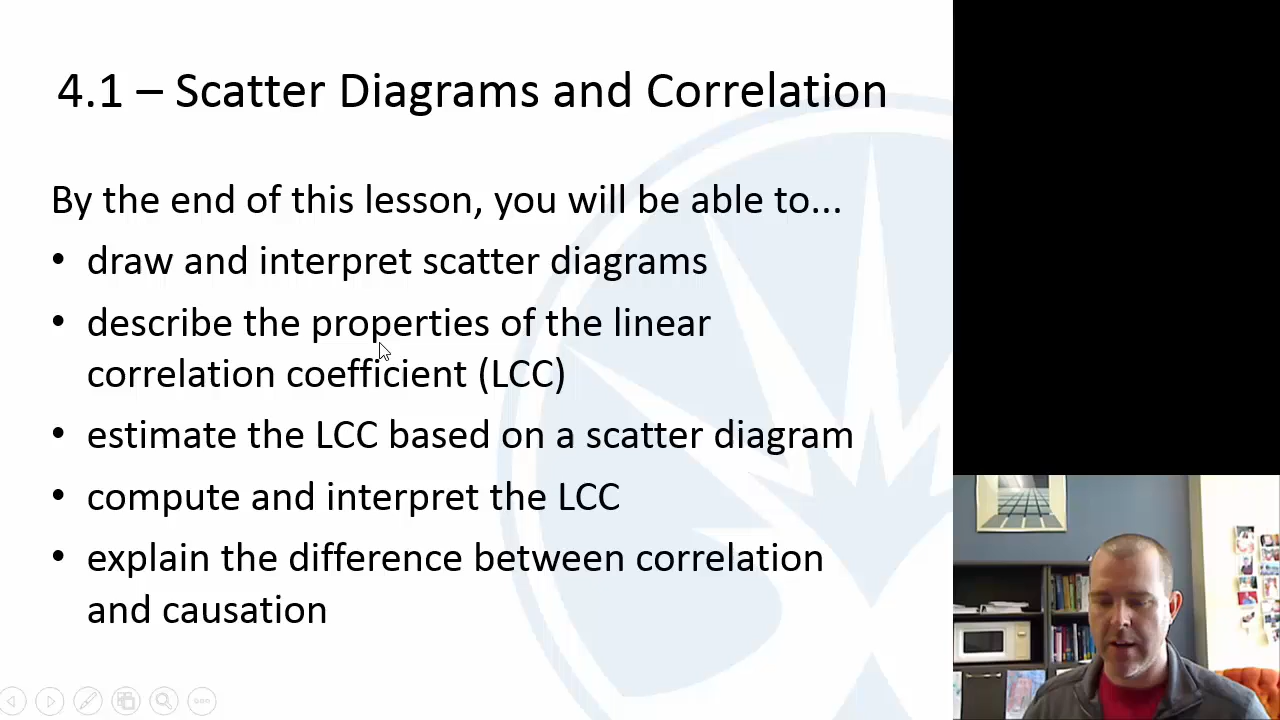 4.1 – Scatter Diagrams and Correlation
By the end of this lesson, you will be able to...
• draw and interpret scatter diagrams
• describe the properties of the linear
correlation coefficient (LCC)
• estimate the LCC based on a scatter diagram
• compute and interpret the LCC
• explain the difference between correlation
and causation